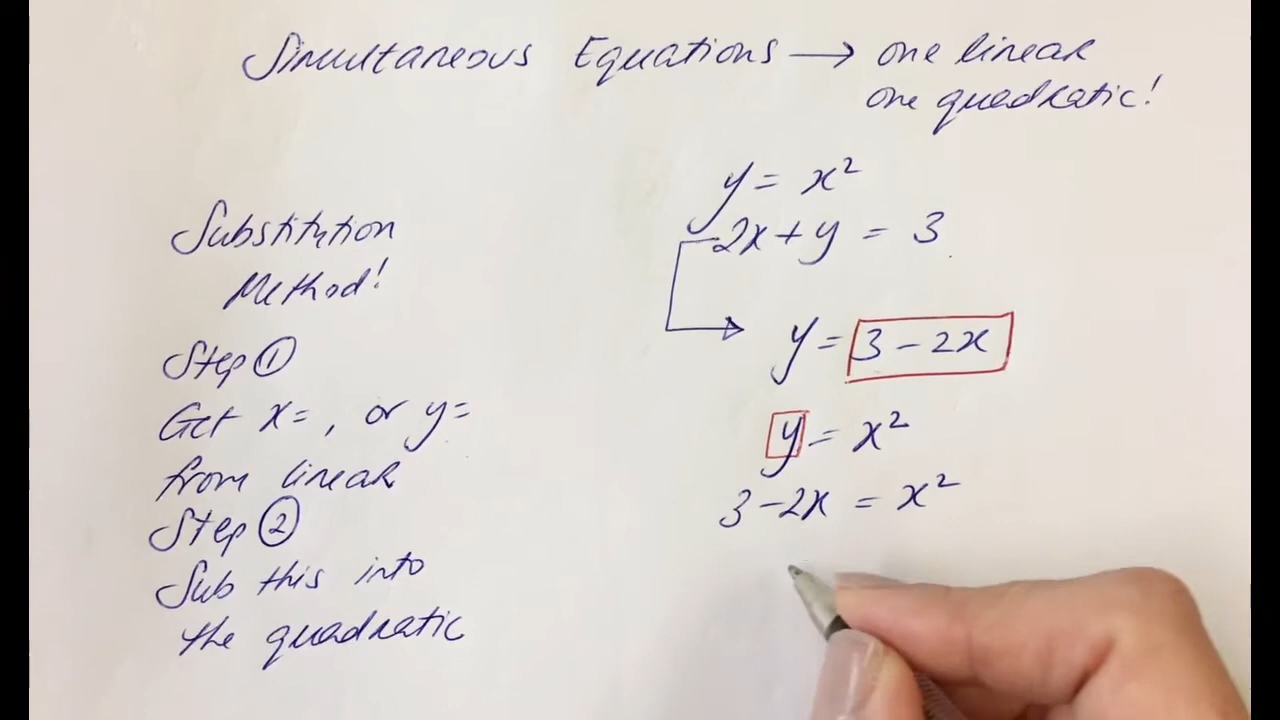 Simultaneous Equations → one linear
one quadratic!
Substitution
Method!
Step ①
Get x= , or y=
from linear
Step ②
Sub this into
the quadratic
y = x²
2x + y = 3
y = 3 - 2x
y = x²
3 - 2x = x²